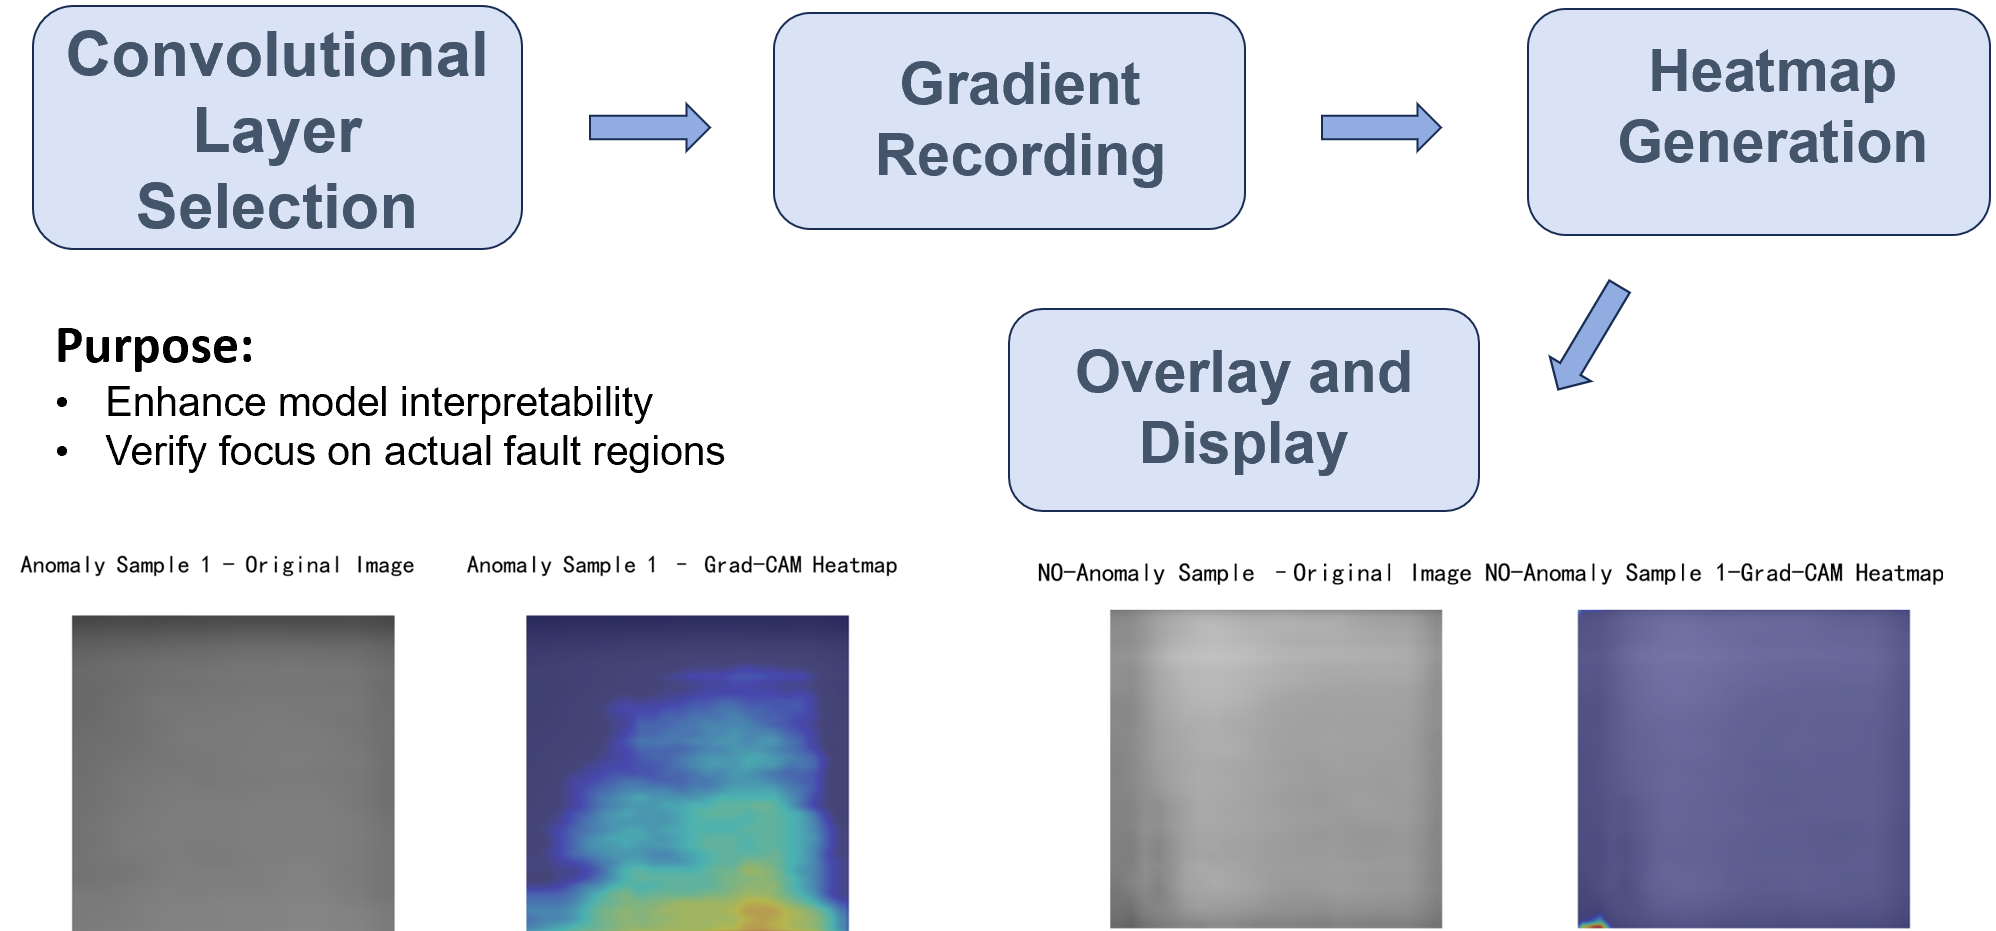 Convolutional
Layer
Selection
Gradient
Recording
Heatmap
Generation
Overlay and
Display
Purpose:
• Enhance model interpretability
• Verify focus on actual fault regions
Anomaly Sample 1 - Original Image
Anomaly Sample 1 - Grad-CAM Heatmap
NO-Anomaly Sample - Original Image
NO-Anomaly Sample 1-Grad-CAM Heatmap